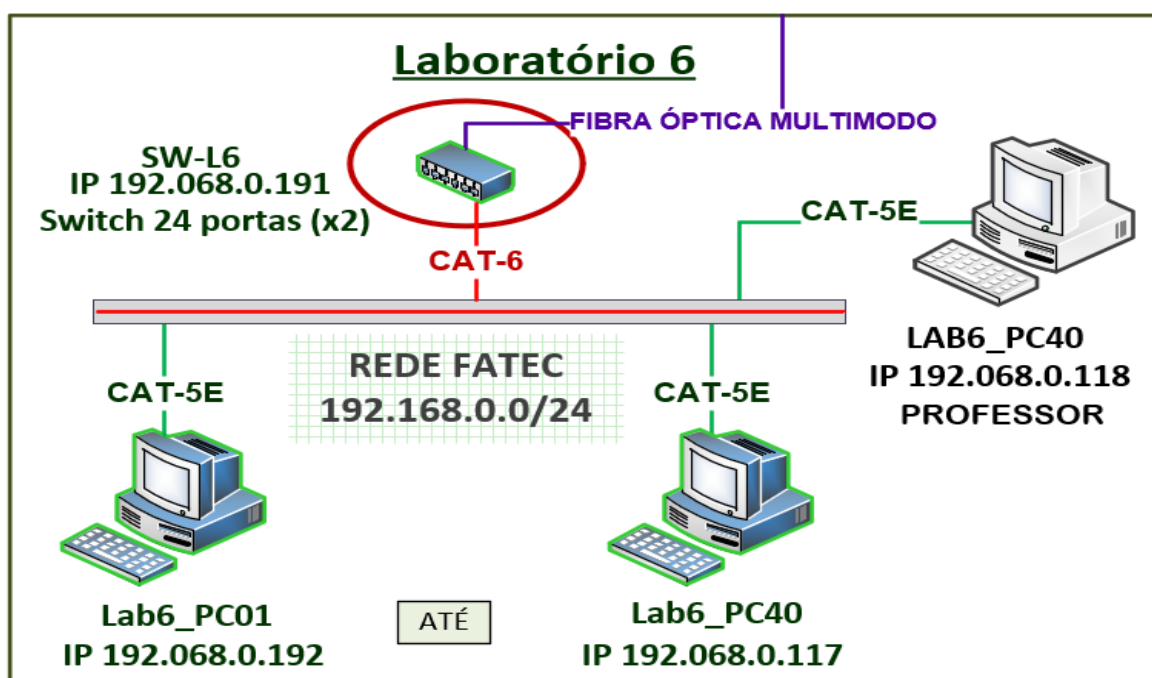 Laboratório 6
FIBRA ÓPTICA MULTIMODO
SW-L6
IP 192.068.0.191
Switch 24 portas (x2)
CAT-6
CAT-5E
LAB6_PC40
IP 192.068.0.118
PROFESSOR
REDE FATEC
192.168.0.0/24
CAT-5E
CAT-5E
Lab6_PC01
IP 192.068.0.192
ATÉ
Lab6_PC40
IP 192.068.0.117